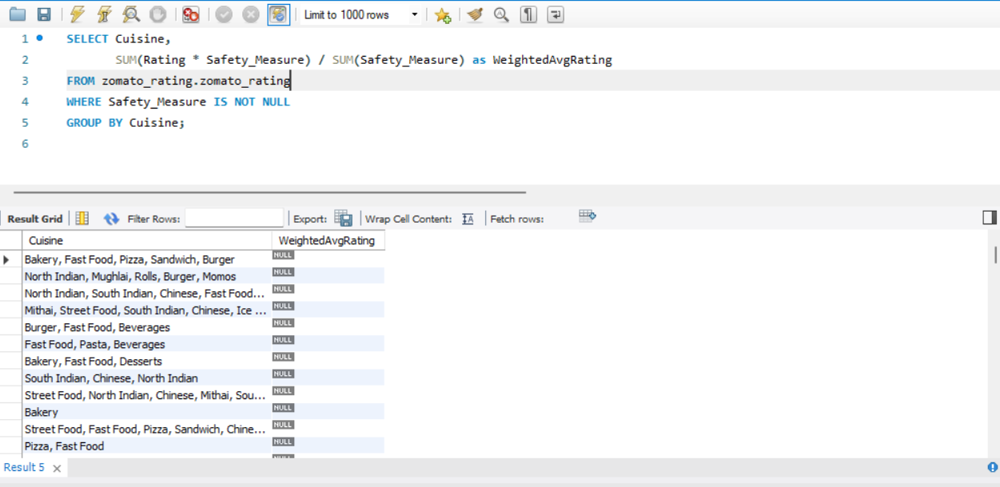 Limit to 1000 rows
1 SELECT Cuisine,
2 SUM(Rating * Safety_Measure) / SUM(Safety_Measure) as WeightedAvgRating
3 FROM zomato_rating.zomato_rating
4 WHERE Safety_Measure IS NOT NULL
5 GROUP BY Cuisine;
6
Result Grid Filter Rows: Export: Wrap Cell Content: Fetch rows:
Cuisine WeightedAvgRating
Bakery, Fast Food, Pizza, Sandwich, Burger NULL
North Indian, Mughlai, Rolls, Burger, Momos NULL
North Indian, South Indian, Chinese, Fast Food... NULL
Mithai, Street Food, South Indian, Chinese, Ice ... NULL
Burger, Fast Food, Beverages NULL
Fast Food, Pasta, Beverages NULL
Bakery, Fast Food, Desserts NULL
South Indian, Chinese, North Indian NULL
Street Food, North Indian, Chinese, Mithai, Sou... NULL
Bakery NULL
Street Food, Fast Food, Pizza, Sandwich, Chine... NULL
Pizza, Fast Food NULL
NULL
Result 5